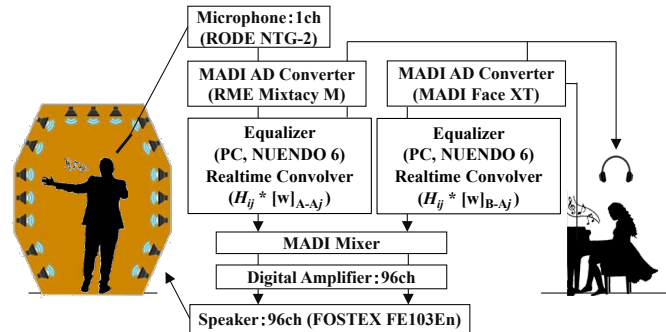 Microphone:1ch
(RODE NTG-2)
MADI AD Converter
(RME Mixtacy M)
MADI AD Converter
(MADI Face XT)
Equalizer
(PC, NUENDO 6)
Realtime Convolver
(Hij * [w]A-Aj)
Equalizer
(PC, NUENDO 6)
Realtime Convolver
(Hij * [w]B-Aj)
MADI Mixer
Digital Amplifier:96ch
Speaker:96ch (FOSTEX FE103En)